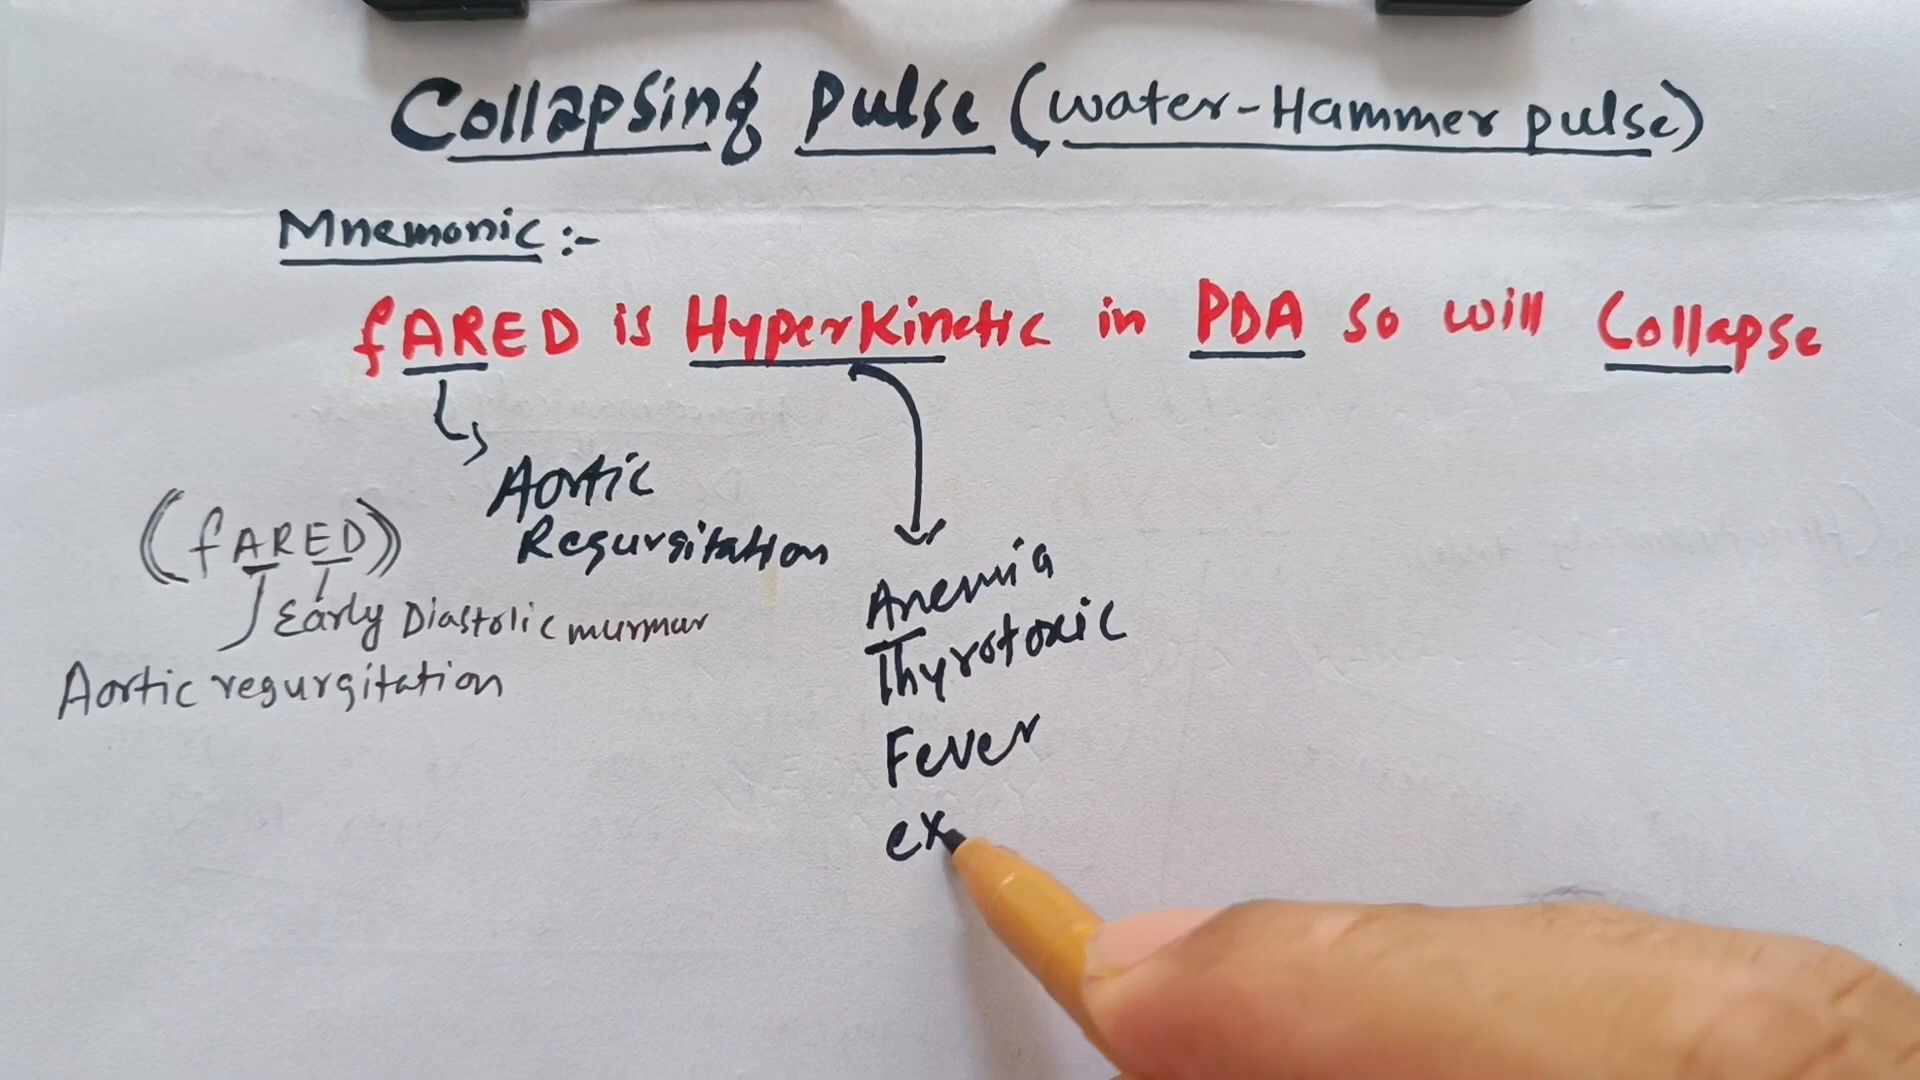 Collapsing Pulse (water-Hammer pulse)
Mnemonic :-
fARED is Hyperkinetic in PDA so will Collapse
Aortic
Regurgitation
(fARED)
Early Diastolic murmur
Aortic regurgitation
Anemia
Thyrotoxic
Fever
ex